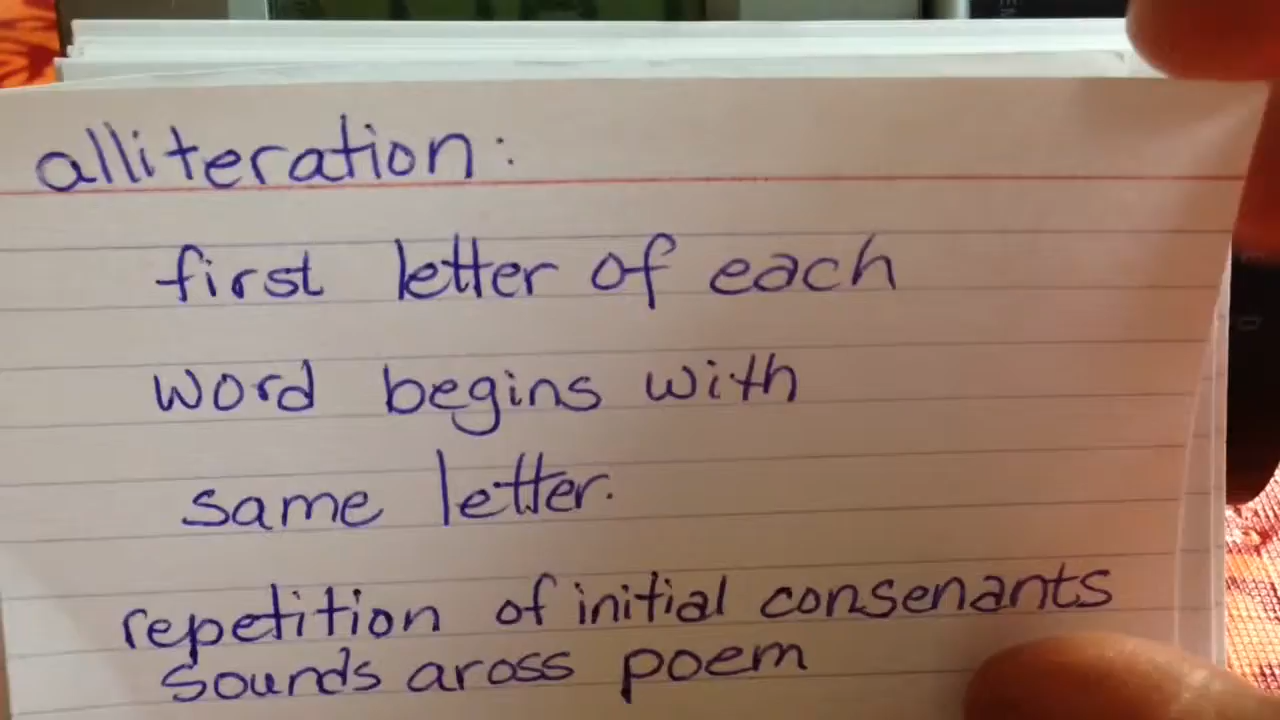 alliteration:
first letter of each
word begins with
same letter.
repetition of initial consenants
sounds aross poem